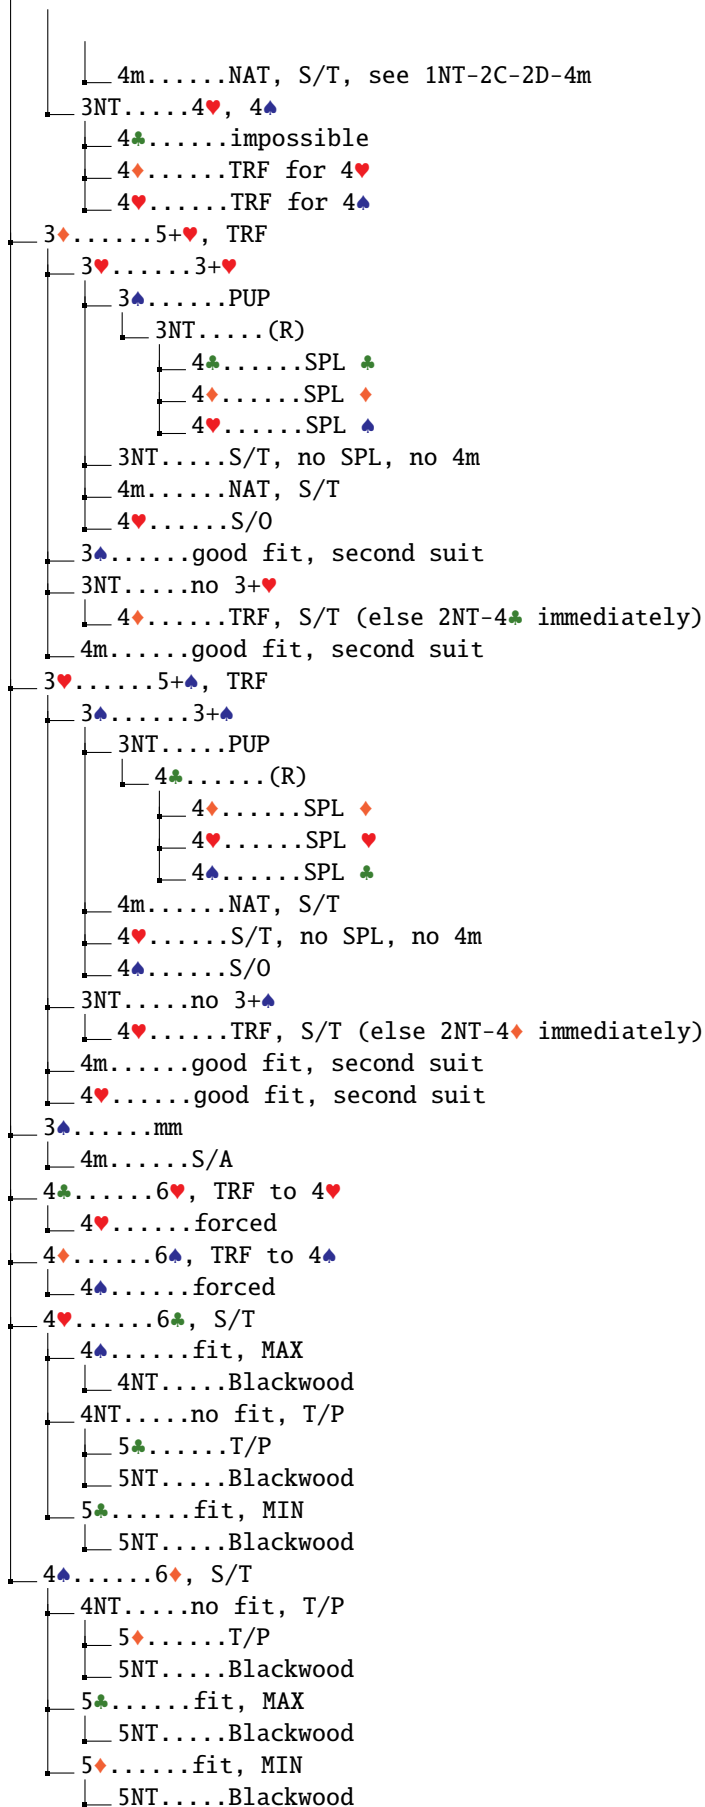 4m......NAT, S/T, see 1NT-2C-2D-4m
3NT.....4♥, 4♠
4♣......impossible
4♦......TRF for 4♥
4♥......TRF for 4♠
3♦......5+♥, TRF
3♥......3+♥
3♠......PUP
3NT.....(R)
4♣......SPL ♣
4♦......SPL ♦
4♥......SPL ♠
3NT.....S/T, no SPL, no 4m
4m......NAT, S/T
4♥......S/O
3♠......good fit, second suit
3NT.....no 3+♥
4♦......TRF, S/T (else 2NT-4♣ immediately)
4m......good fit, second suit
3♥......5+♠, TRF
3♠......3+♠
3NT.....PUP
4♣......(R)
4♦......SPL ♦
4♥......SPL ♥
4♠......SPL ♣
4m......NAT, S/T
4♥......S/T, no SPL, no 4m
4♠......S/O
3NT.....no 3+♠
4♥......TRF, S/T (else 2NT-4♦ immediately)
4m......good fit, second suit
4♥......good fit, second suit
3♠......mm
4m......S/A
4♣......6♥, TRF to 4♥
4♥......forced
4♦......6♠, TRF to 4♠
4♠......forced
4♥......6♣, S/T
4♠......fit, MAX
4NT.....Blackwood
4NT.....no fit, T/P
5♣......T/P
5NT.....Blackwood
5♣......fit, MIN
5NT.....Blackwood
4♠......6♦, S/T
4NT.....no fit, T/P
5♦......T/P
5NT.....Blackwood
5♣......fit, MAX
5NT.....Blackwood
5♦......fit, MIN
5NT.....Blackwood